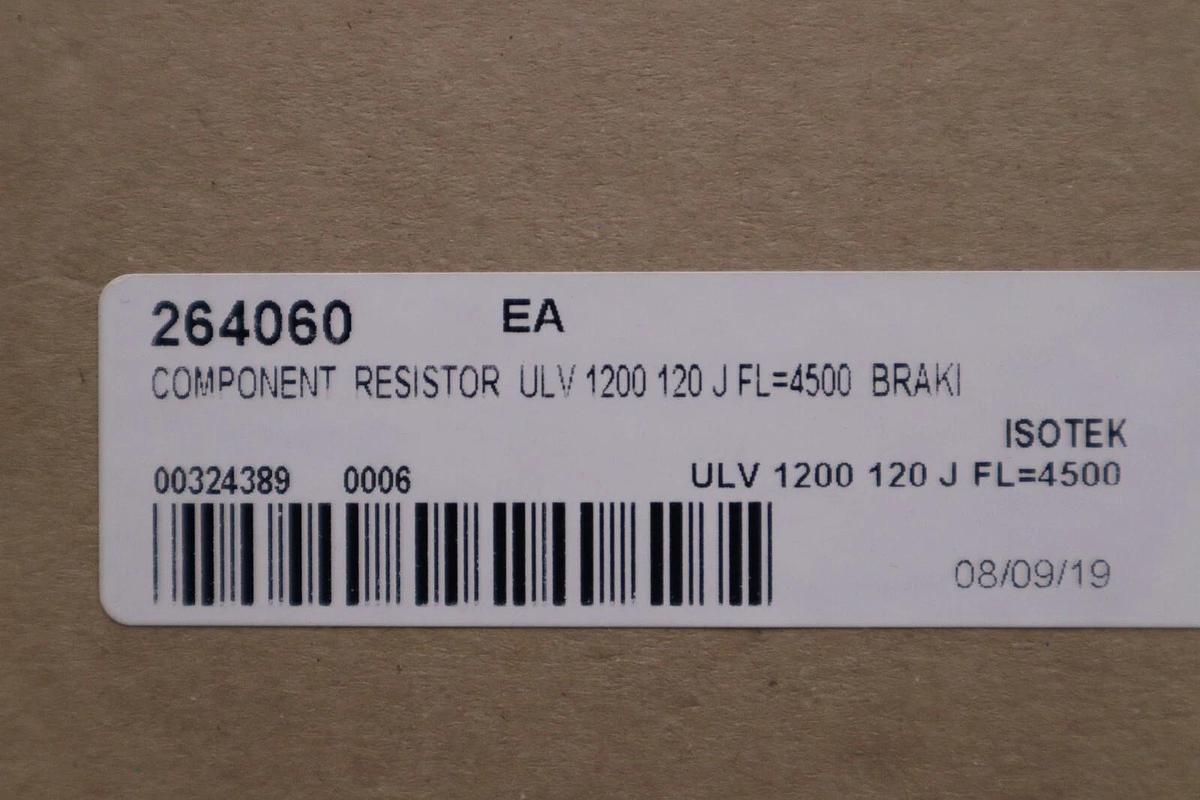 264060 EA
COMPONENT RESISTOR ULV 1200 120 J FL=4500 BRAKI
ISOTEK
00324389 0006 ULV 1200 120 J FL=4500
08/09/19